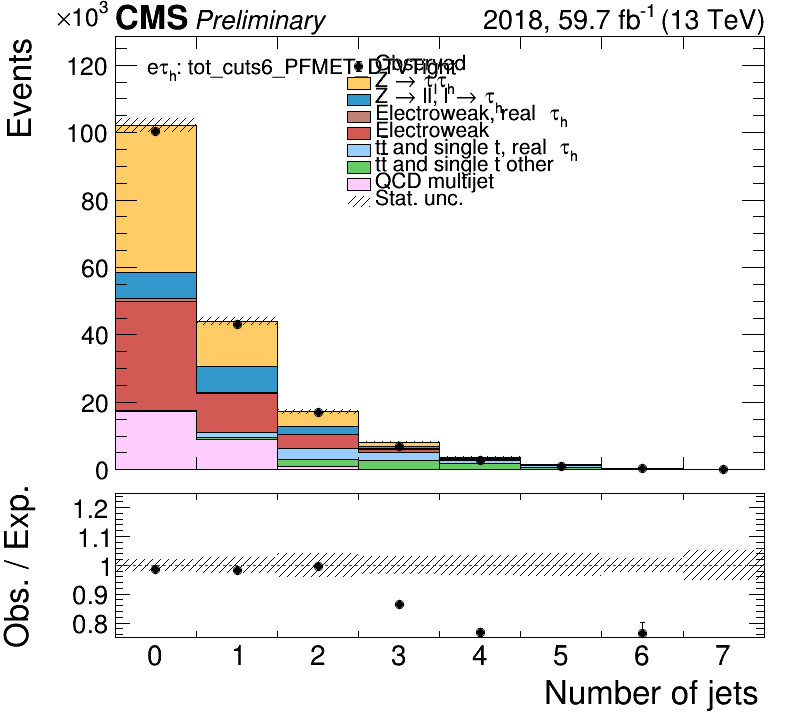 ×10³ CMS Preliminary 2018, 59.7 fb⁻¹ (13 TeV)
Events
120
100
80
60
40
20
0
eτh: tot_cuts6_PFMET_DTVTight
Observed
Z → ττh
Z → ll, l → τh
Electroweak, real τh
Electroweak
tt̄ and single t, real τh
tt̄ and single t other
QCD multijet
Stat. unc.
Obs. / Exp.
1.2
1.1
1
0.9
0.8
0 1 2 3 4 5 6 7
Number of jets